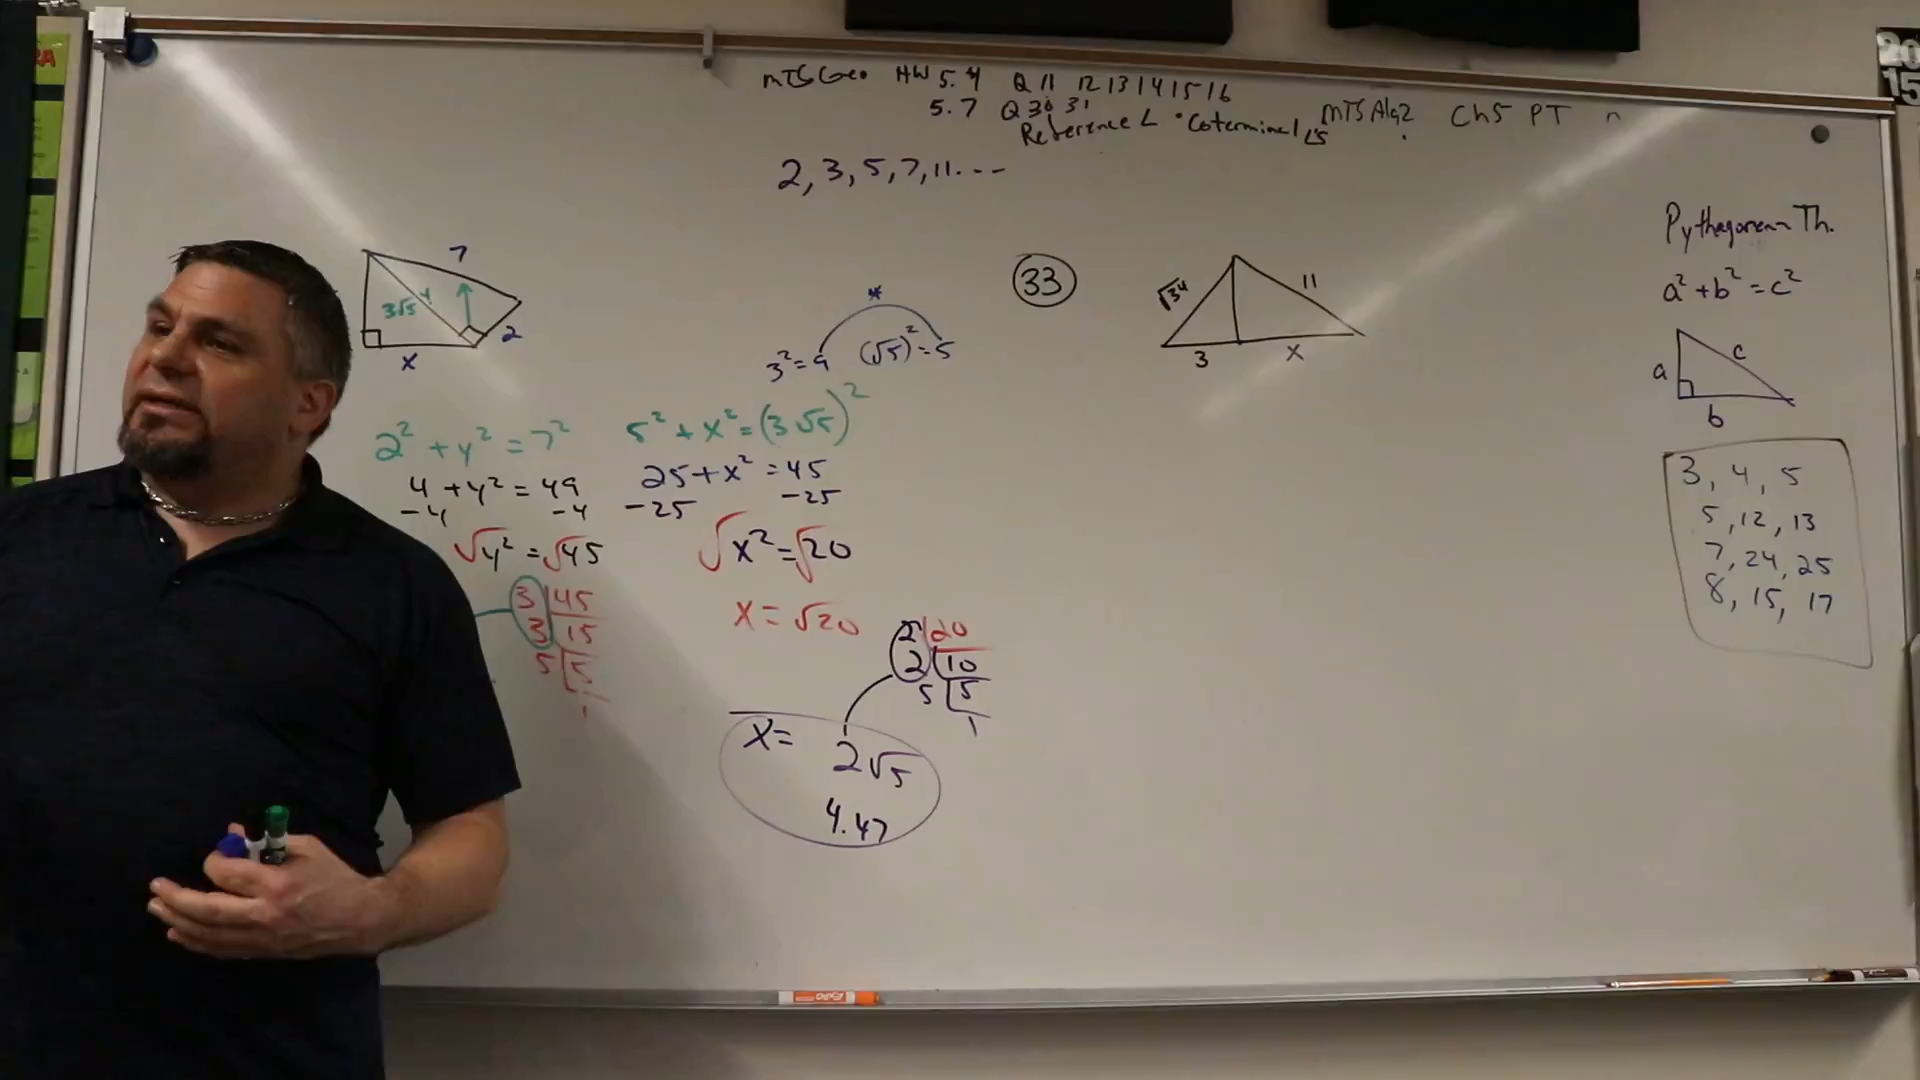 mTS Geo HW 5.4 Q 11 12 13 14 15 16
5.7 Q 30 31
Reference ∠ • Coterminal ∠s
MTS Alg2 Ch5 PT
2, 3, 5, 7, 11...
7
3√5
y
2
x
2² + y² = 7²
4 + y² = 49
-4 -4
√y² = √45
3 45
3 15
5 5
1
*
3² = 9 (√5)² = 5
5² + x² = (3√5)²
25 + x² = 45
-25 -25
√x² = √20
x = √20
2 20
2 10
5 5
1
x = 2√5
4.47
33
√34
11
3
x
Pythagorean Th.
a² + b² = c²
a
c
b
3, 4, 5
5, 12, 13
7, 24, 25
8, 15, 17
20
15
EXPO